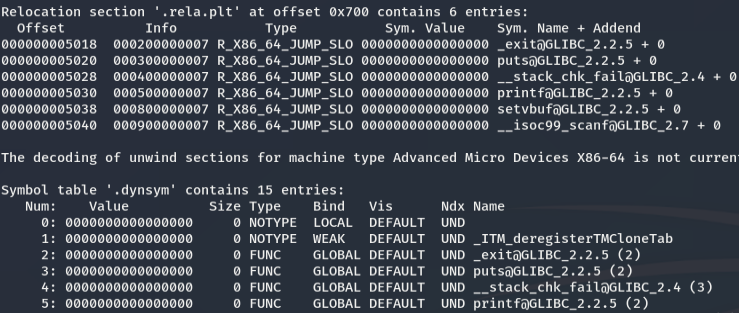 Relocation section '.rela.plt' at offset 0x700 contains 6 entries:
  Offset          Info           Type           Sym. Value    Sym. Name + Addend
000000005018  000200000007 R_X86_64_JUMP_SLO 0000000000000000 _exit@GLIBC_2.2.5 + 0
000000005020  000300000007 R_X86_64_JUMP_SLO 0000000000000000 puts@GLIBC_2.2.5 + 0
000000005028  000400000007 R_X86_64_JUMP_SLO 0000000000000000 __stack_chk_fail@GLIBC_2.4 + 0
000000005030  000500000007 R_X86_64_JUMP_SLO 0000000000000000 printf@GLIBC_2.2.5 + 0
000000005038  000800000007 R_X86_64_JUMP_SLO 0000000000000000 setvbuf@GLIBC_2.2.5 + 0
000000005040  000900000007 R_X86_64_JUMP_SLO 0000000000000000 __isoc99_scanf@GLIBC_2.7 + 0
The decoding of unwind sections for machine type Advanced Micro Devices X86-64 is not curren
Symbol table '.dynsym' contains 15 entries:
   Num:    Value          Size Type    Bind   Vis      Ndx Name
     0: 0000000000000000     0 NOTYPE  LOCAL  DEFAULT  UND
     1: 0000000000000000     0 NOTYPE  WEAK   DEFAULT  UND _ITM_deregisterTMCloneTab
     2: 0000000000000000     0 FUNC    GLOBAL DEFAULT  UND _exit@GLIBC_2.2.5 (2)
     3: 0000000000000000     0 FUNC    GLOBAL DEFAULT  UND puts@GLIBC_2.2.5 (2)
     4: 0000000000000000     0 FUNC    GLOBAL DEFAULT  UND __stack_chk_fail@GLIBC_2.4 (3)
     5: 0000000000000000     0 FUNC    GLOBAL DEFAULT  UND printf@GLIBC_2.2.5 (2)